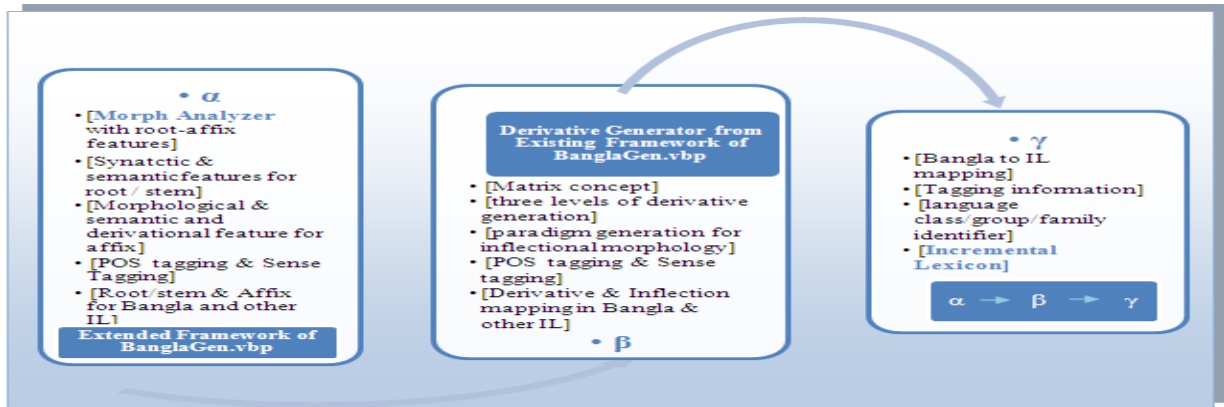 • α
• [Morph Analyzer
with root-affix
features]
• [Synatctic &
semanticfeatures for
root / stem]
• [Morphological &
semantic and
derivational feature for
affix]
• [POS tagging & Sense
Tagging]
• [Root/stem & Affix
for Bangla and other
IL]
Extended Framework of
BanglaGen.vbp
Derivative Generator from
Existing Framework of
BanglaGen.vbp
• [Matrix concept]
• [three levels of derivative
generation]
• [paradigm generation for
inflectional morphology]
• [POS tagging & Sense
tagging]
• [Derivative & Inflection
mapping in Bangla &
other IL]
• β
• γ
• [Bangla to IL
mapping]
• [Tagging information]
• [language
class/group/family
identifier]
• [Incremental
Lexicon]
α → β → γ